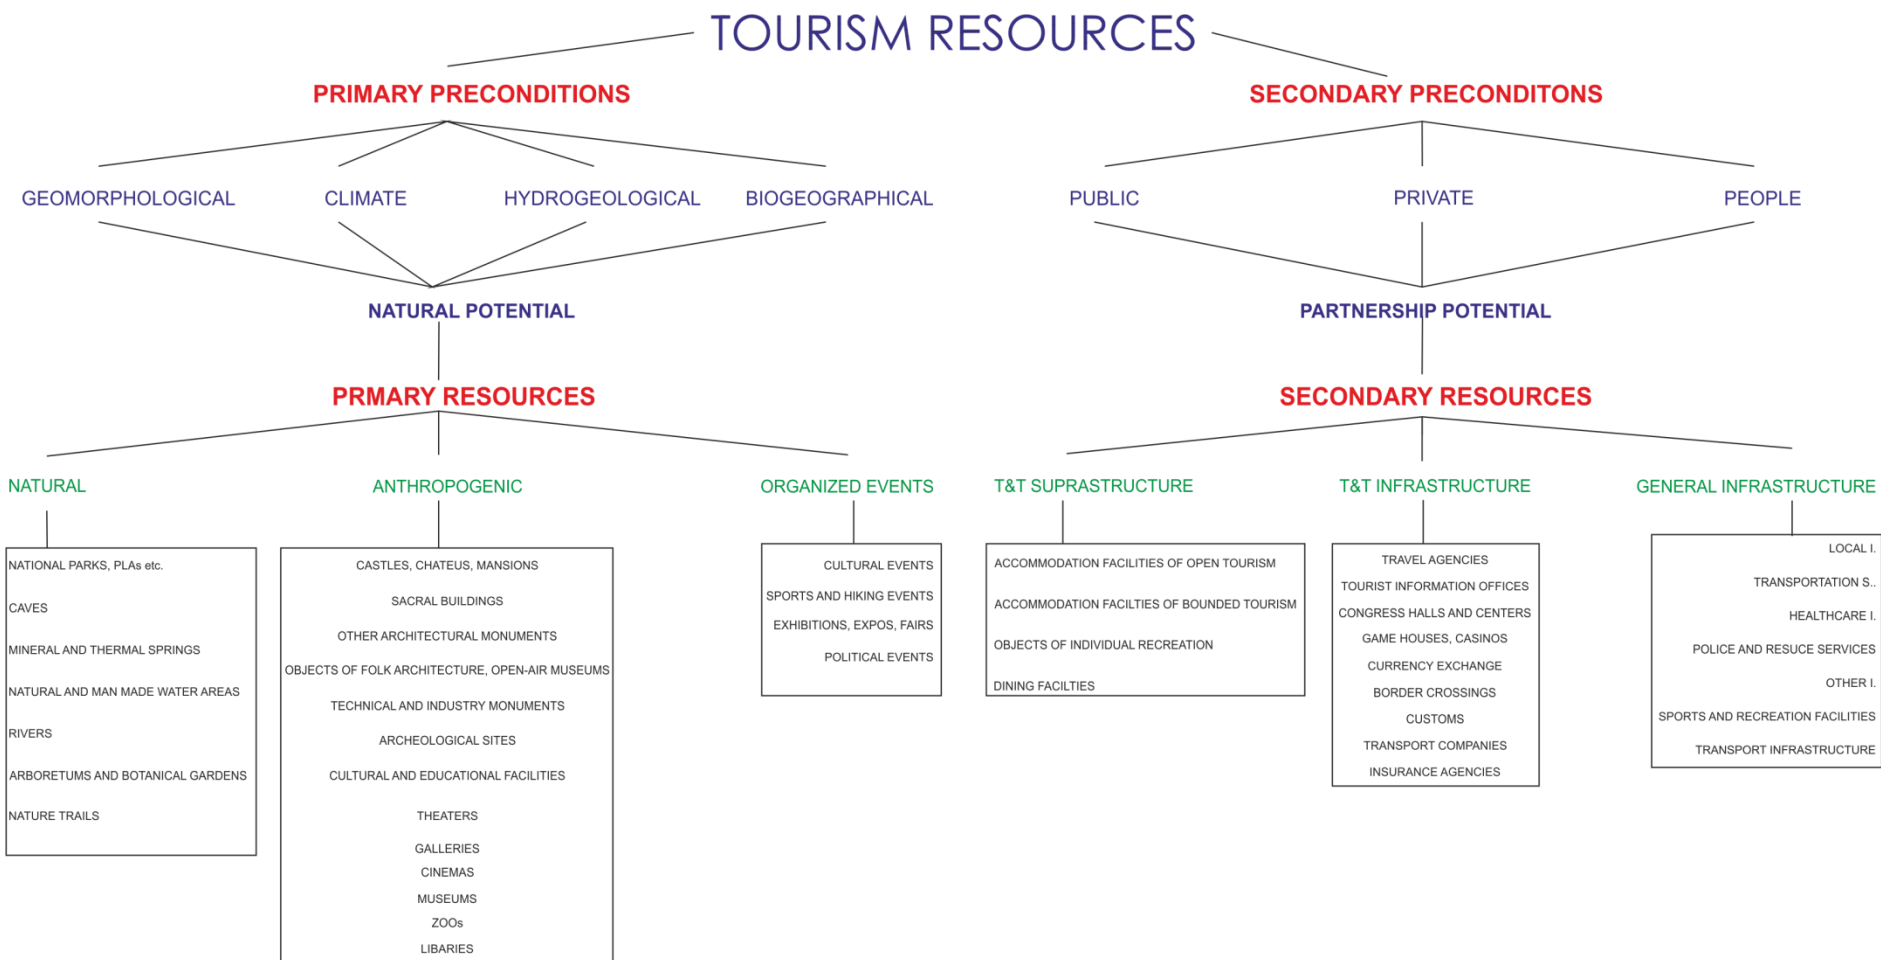 TOURISM RESOURCES
PRIMARY PRECONDITIONS
SECONDARY PRECONDITONS
GEOMORPHOLOGICAL
CLIMATE
HYDROGEOLOGICAL
BIOGEOGRAPHICAL
PUBLIC
PRIVATE
PEOPLE
NATURAL POTENTIAL
PARTNERSHIP POTENTIAL
PRMARY RESOURCES
SECONDARY RESOURCES
NATURAL
ANTHROPOGENIC
ORGANIZED EVENTS
T&T SUPRASTRUCTURE
T&T INFRASTRUCTURE
GENERAL INFRASTRUCTURE
NATIONAL PARKS, PLAs etc.
CAVES
MINERAL AND THERMAL SPRINGS
NATURAL AND MAN MADE WATER AREAS
RIVERS
ARBORETUMS AND BOTANICAL GARDENS
NATURE TRAILS
CASTLES, CHATEUS, MANSIONS
SACRAL BUILDINGS
OTHER ARCHITECTURAL MONUMENTS
OBJECTS OF FOLK ARCHITECTURE, OPEN-AIR MUSEUMS
TECHNICAL AND INDUSTRY MONUMENTS
ARCHEOLOGICAL SITES
CULTURAL AND EDUCATIONAL FACILITIES
THEATERS
GALLERIES
CINEMAS
MUSEUMS
ZOOs
LIBARIES
CULTURAL EVENTS
SPORTS AND HIKING EVENTS
EXHIBITIONS, EXPOS, FAIRS
POLITICAL EVENTS
ACCOMMODATION FACILITIES OF OPEN TOURISM
ACCOMMODATION FACILTIES OF BOUNDED TOURISM
OBJECTS OF INDIVIDUAL RECREATION
DINING FACILTIES
TRAVEL AGENCIES
TOURIST INFORMATION OFFICES
CONGRESS HALLS AND CENTERS
GAME HOUSES, CASINOS
CURRENCY EXCHANGE
BORDER CROSSINGS
CUSTOMS
TRANSPORT COMPANIES
INSURANCE AGENCIES
LOCAL I.
TRANSPORTATION S..
HEALTHCARE I.
POLICE AND RESUCE SERVICES
OTHER I.
SPORTS AND RECREATION FACILITIES
TRANSPORT INFRASTRUCTURE